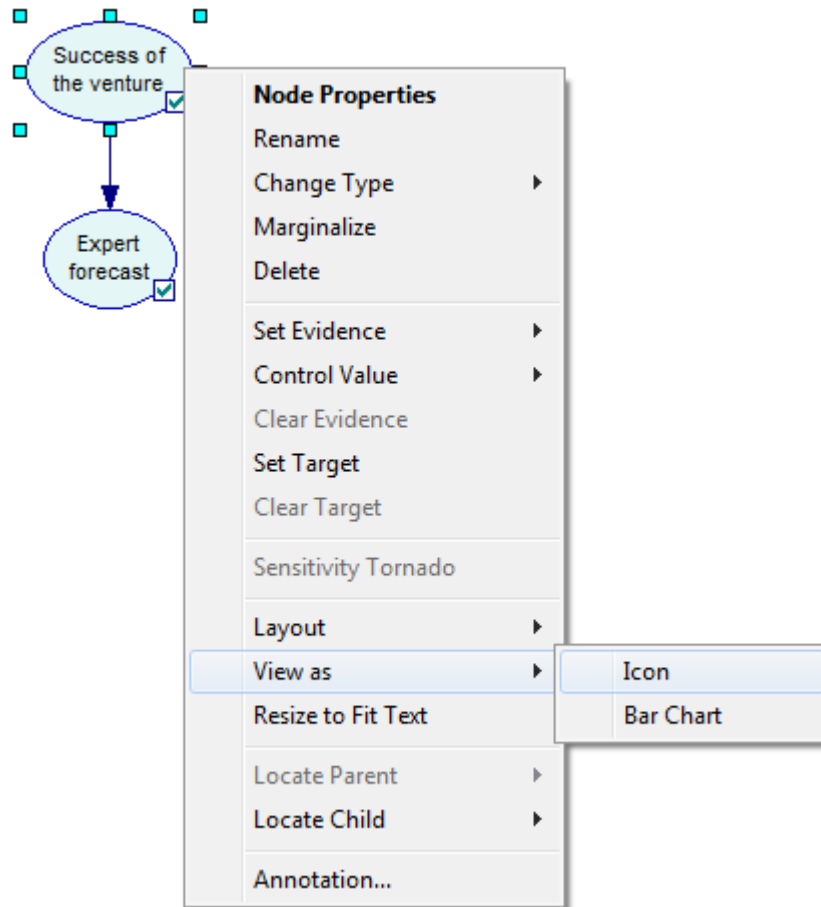 Success of
the venture
Expert
forecast
Node Properties
Rename
Change Type
Marginalize
Delete
Set Evidence
Control Value
Clear Evidence
Set Target
Clear Target
Sensitivity Tornado
Layout
View as
Icon
Bar Chart
Resize to Fit Text
Locate Parent
Locate Child
Annotation...